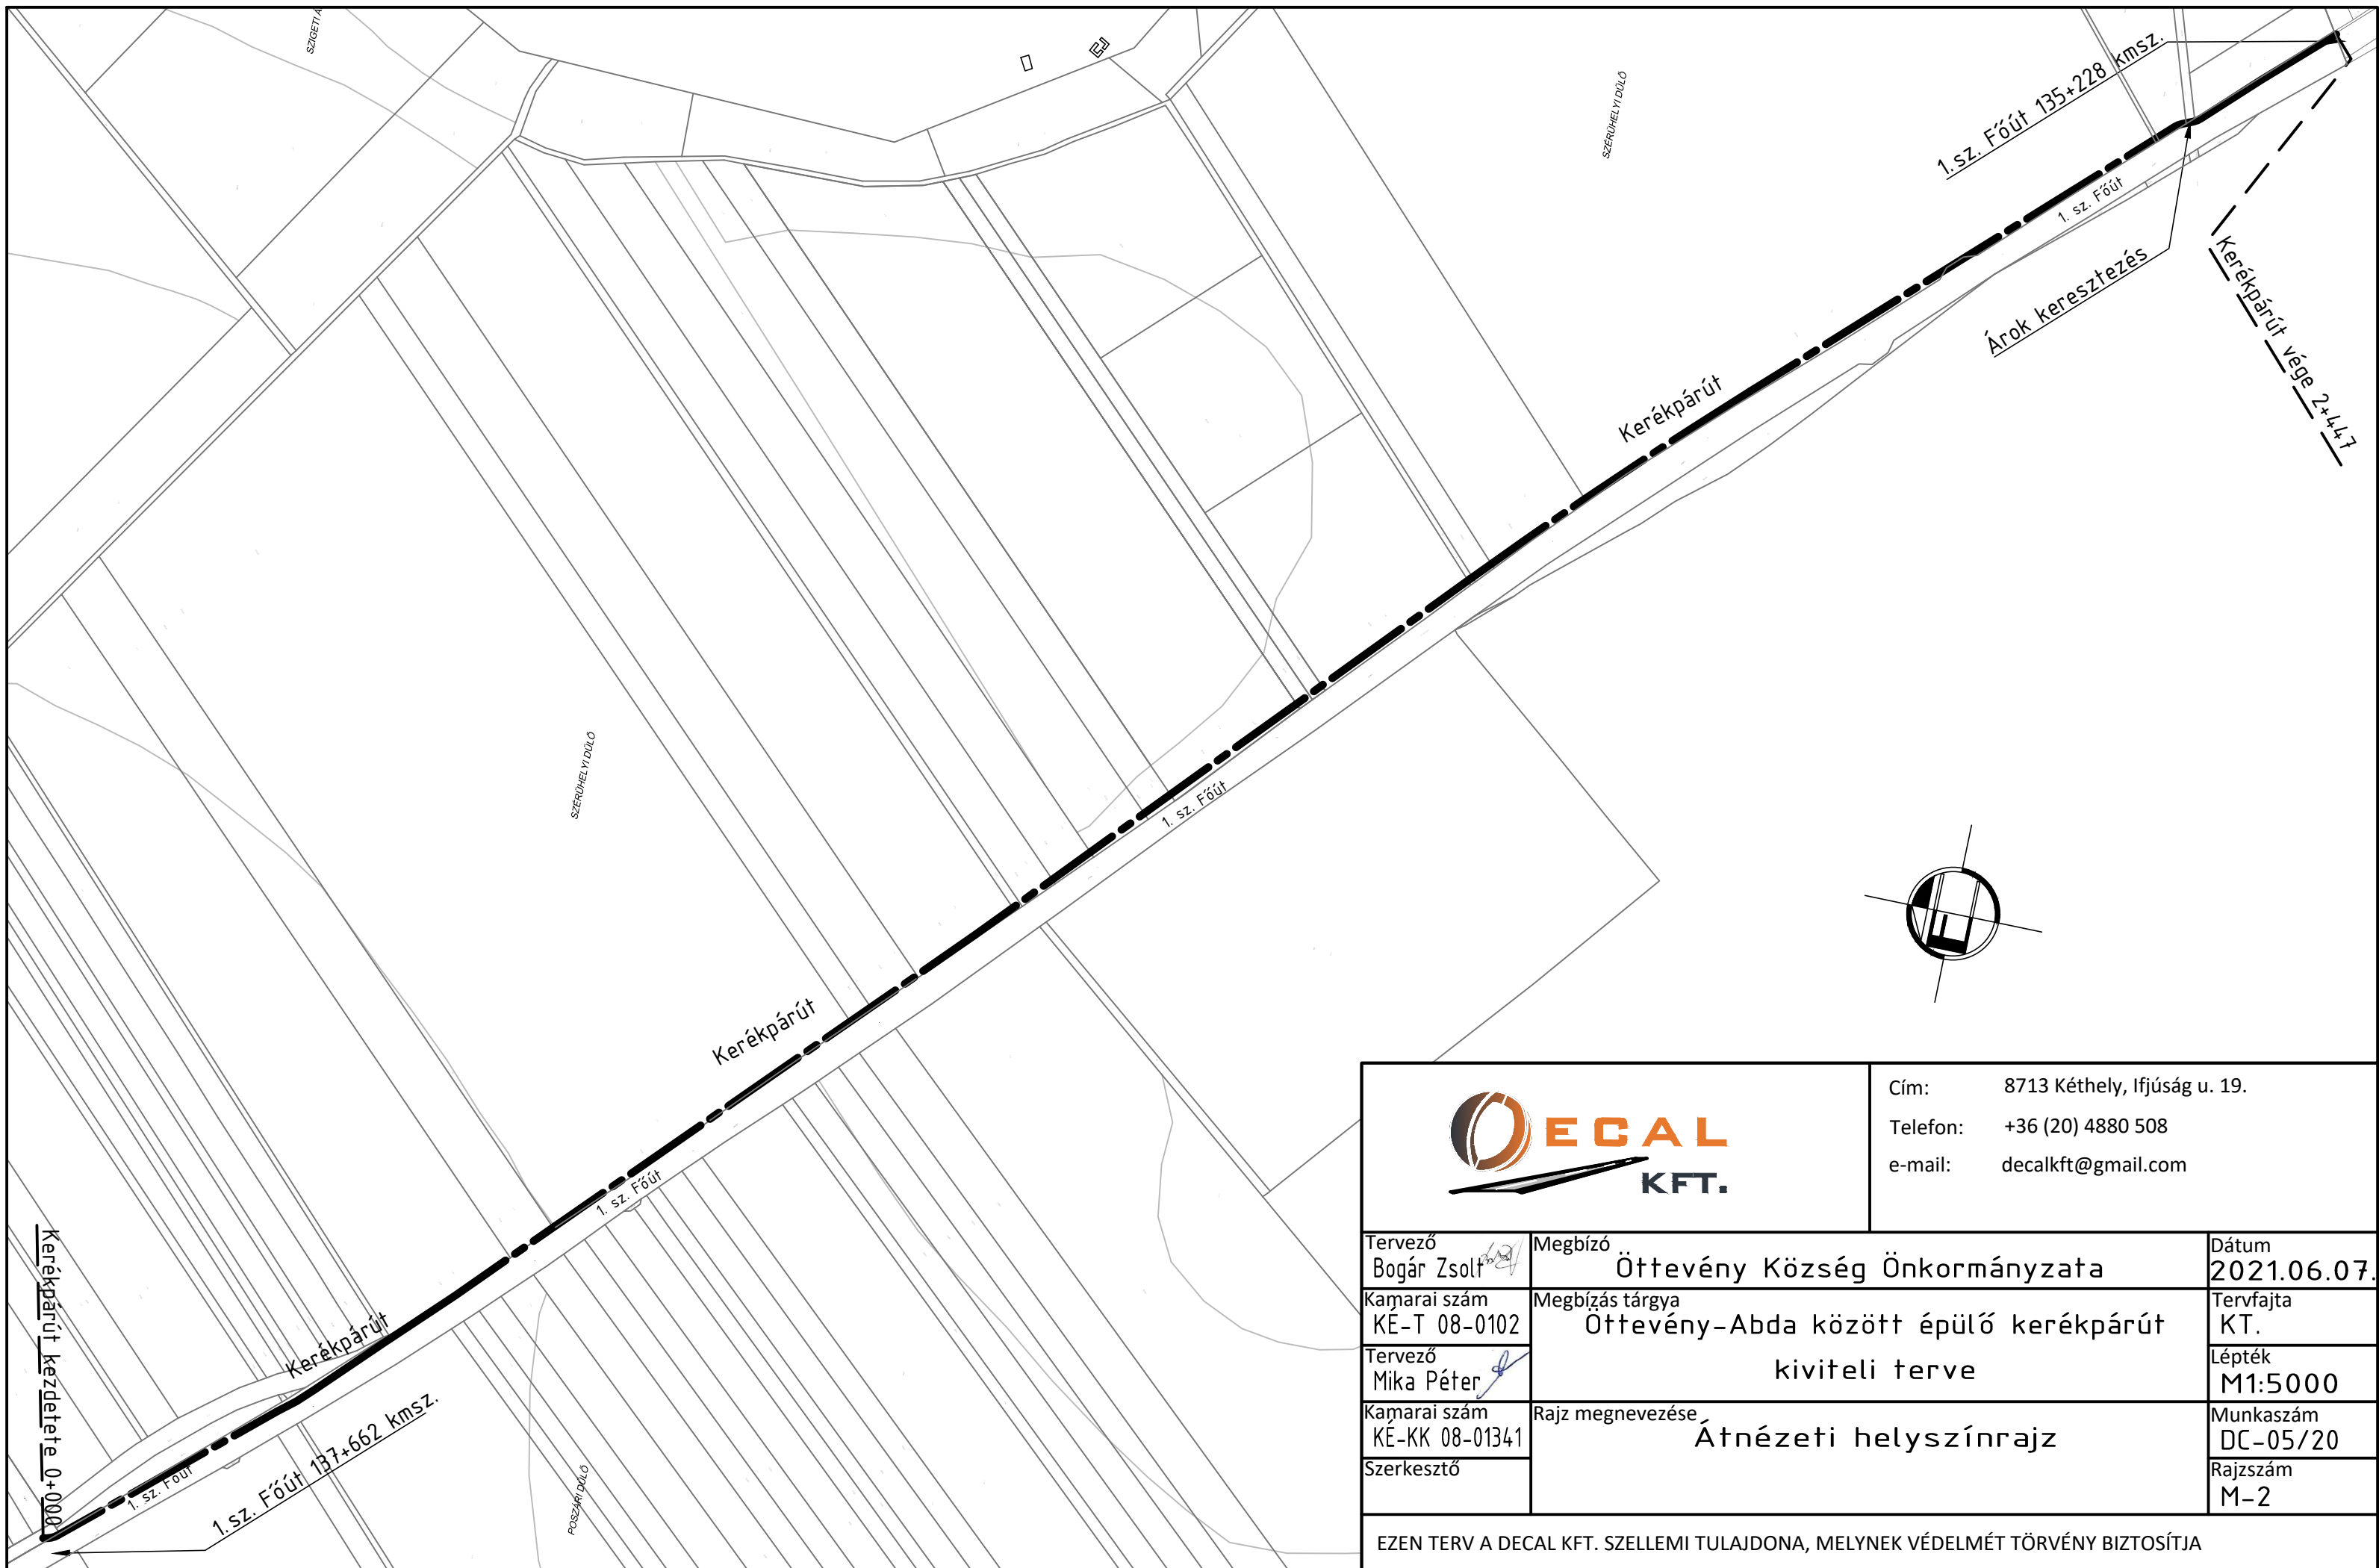 SZIGETI
SZÉRŰHELYI DŰLŐ
1.sz. Főút 135+228 kmsz.
1. sz. Főút
Árok keresztezés
Kerékpárút vége 2+447
Kerékpárút
SZÉRŰHELYI DŰLŐ
1. sz. Főút
Kerékpárút
1. sz. Főút
Kerékpárút kezdetete 0+000
Kerékpárút
1. sz. Főút
1.sz. Főút 137+662 kmsz.
POSZÁRI DŰLŐ
DECAL
KFT.
Cím: 8713 Kéthely, Ifjúság u. 19.
Telefon: +36 (20) 4880 508
e-mail: decalkft@gmail.com
Tervező
Bogár Zsolt
Megbízó
Öttevény Község Önkormányzata
Dátum
2021.06.07.
Kamarai szám
KÉ-T 08-0102
Megbízás tárgya
Öttevény-Abda között épülő kerékpárút
kiviteli terve
Tervfajta
KT.
Tervező
Mika Péter
Lépték
M1:5000
Kamarai szám
KÉ-KK 08-01341
Rajz megnevezése
Átnézeti helyszínrajz
Munkaszám
DC-05/20
Szerkesztő
Rajzszám
M-2
EZEN TERV A DECAL KFT. SZELLEMI TULAJDONA, MELYNEK VÉDELMÉT TÖRVÉNY BIZTOSÍTJA